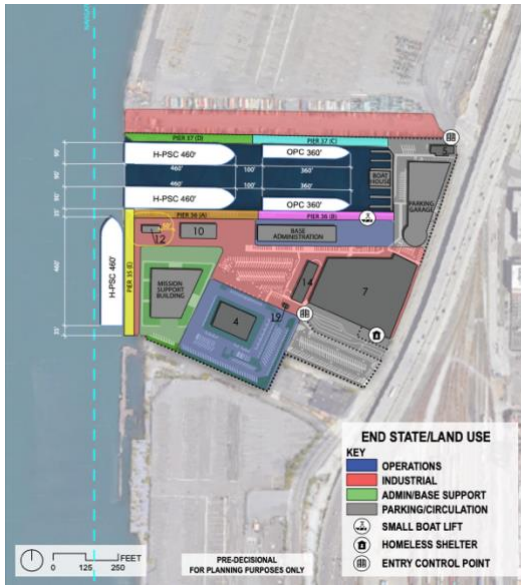 PIER 37 (D)
PIER 37 (C)
H-PSC 460'
OPC 360'
460'
100'
360'
460'
100'
360'
H-PSC 460'
OPC 360'
BOAT
HOUSE
PARKING
GARAGE
PIER 36 (A)
PIER 36 (B)
12
10
BASE
ADMINISTRATION
H-PSC 460'
PIER 35 (E)
460'
MISSION
SUPPORT
BUILDING
14
7
4
19
END STATE/LAND USE
KEY
OPERATIONS
INDUSTRIAL
ADMIN/BASE SUPPORT
PARKING/CIRCULATION
SMALL BOAT LIFT
HOMELESS SHELTER
ENTRY CONTROL POINT
0 125 250 FEET
PRE-DECISIONAL
FOR PLANNING PURPOSES ONLY